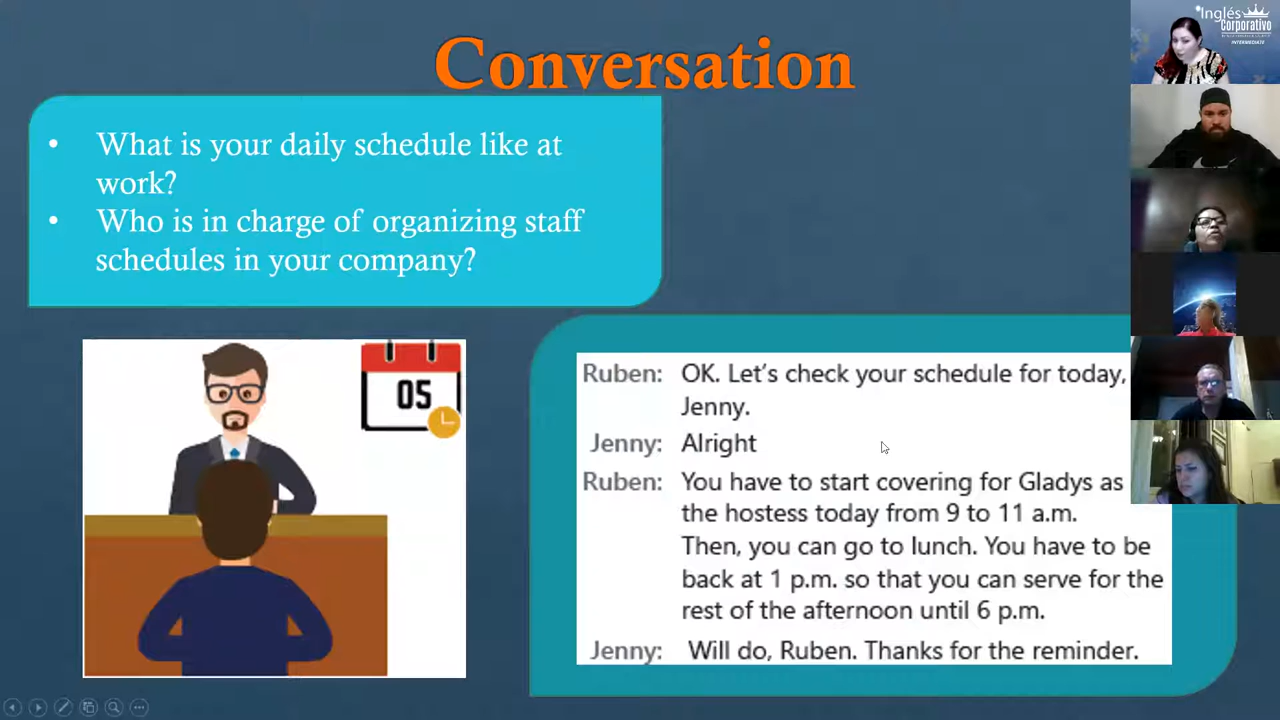 Conversation
• What is your daily schedule like at
work?
• Who is in charge of organizing staff
schedules in your company?
05
Ruben: OK. Let's check your schedule for today,
Jenny.
Jenny: Alright
Ruben: You have to start covering for Gladys as
the hostess today from 9 to 11 a.m.
Then, you can go to lunch. You have to be
back at 1 p.m. so that you can serve for the
rest of the afternoon until 6 p.m.
Jenny: Will do, Ruben. Thanks for the reminder.
Inglés
Corporativo
INTERMEDIATE